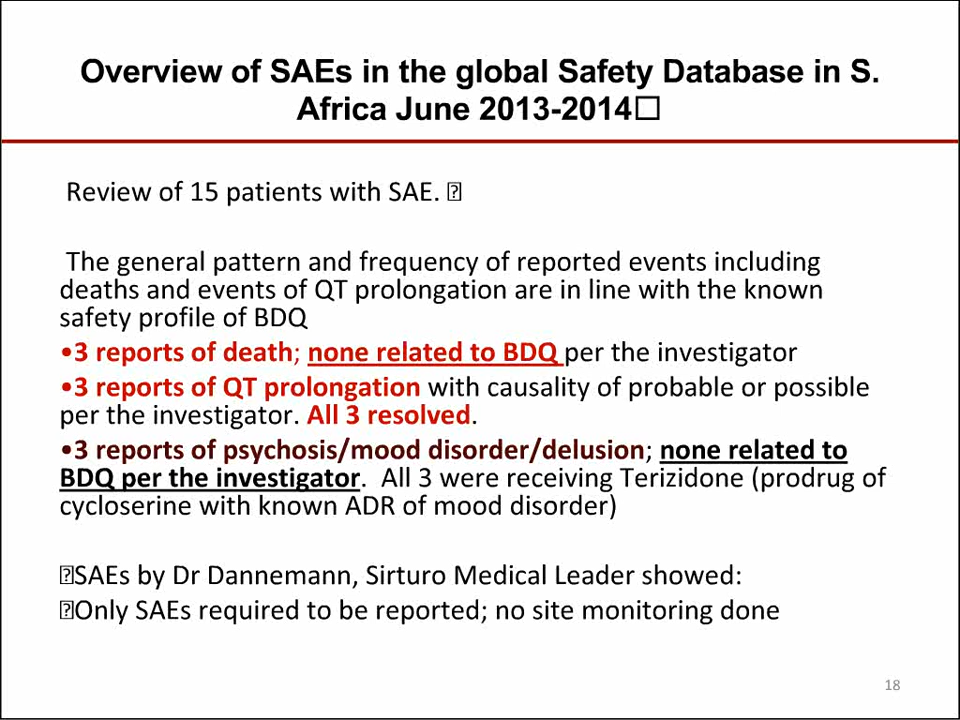 Overview of SAEs in the global Safety Database in S.
Africa June 2013-2014□
Review of 15 patients with SAE. ⍰
The general pattern and frequency of reported events including
deaths and events of QT prolongation are in line with the known
safety profile of BDQ
•3 reports of death; none related to BDQ per the investigator
•3 reports of QT prolongation with causality of probable or possible
per the investigator. All 3 resolved.
•3 reports of psychosis/mood disorder/delusion; none related to
BDQ per the investigator.  All 3 were receiving Terizidone (prodrug of
cycloserine with known ADR of mood disorder)
⍰SAEs by Dr Dannemann, Sirturo Medical Leader showed:
⍰Only SAEs required to be reported; no site monitoring done
18